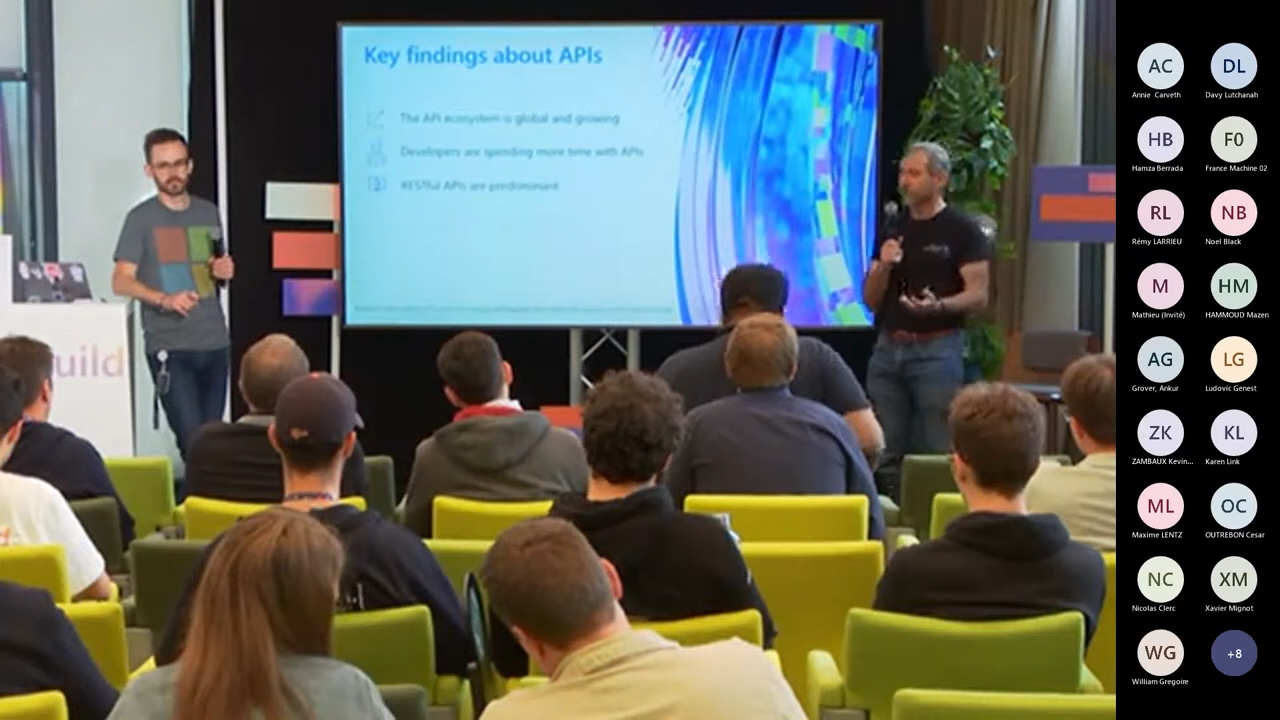 Key findings about APIs
The API ecosystem is global and growing
Developers are spending more time with APIs
RESTful APIs are predominant
uild
AC
DL
Annie Carveth
Davy Lutchanah
HB
F0
Hamza Berrada
France Machine 02
RL
NB
Rémy LARRIEU
Noel Black
M
HM
Mathieu (Invité)
HAMMOUD Mazen
AG
LG
Grover, Ankur
Ludovic Genest
ZK
KL
ZAMBAUX Kevin...
Karen Link
ML
OC
Maxime LENTZ
OUTREBON Cesar
NC
XM
Nicolas Clerc
Xavier Mignot
WG
+8
William Gregoire